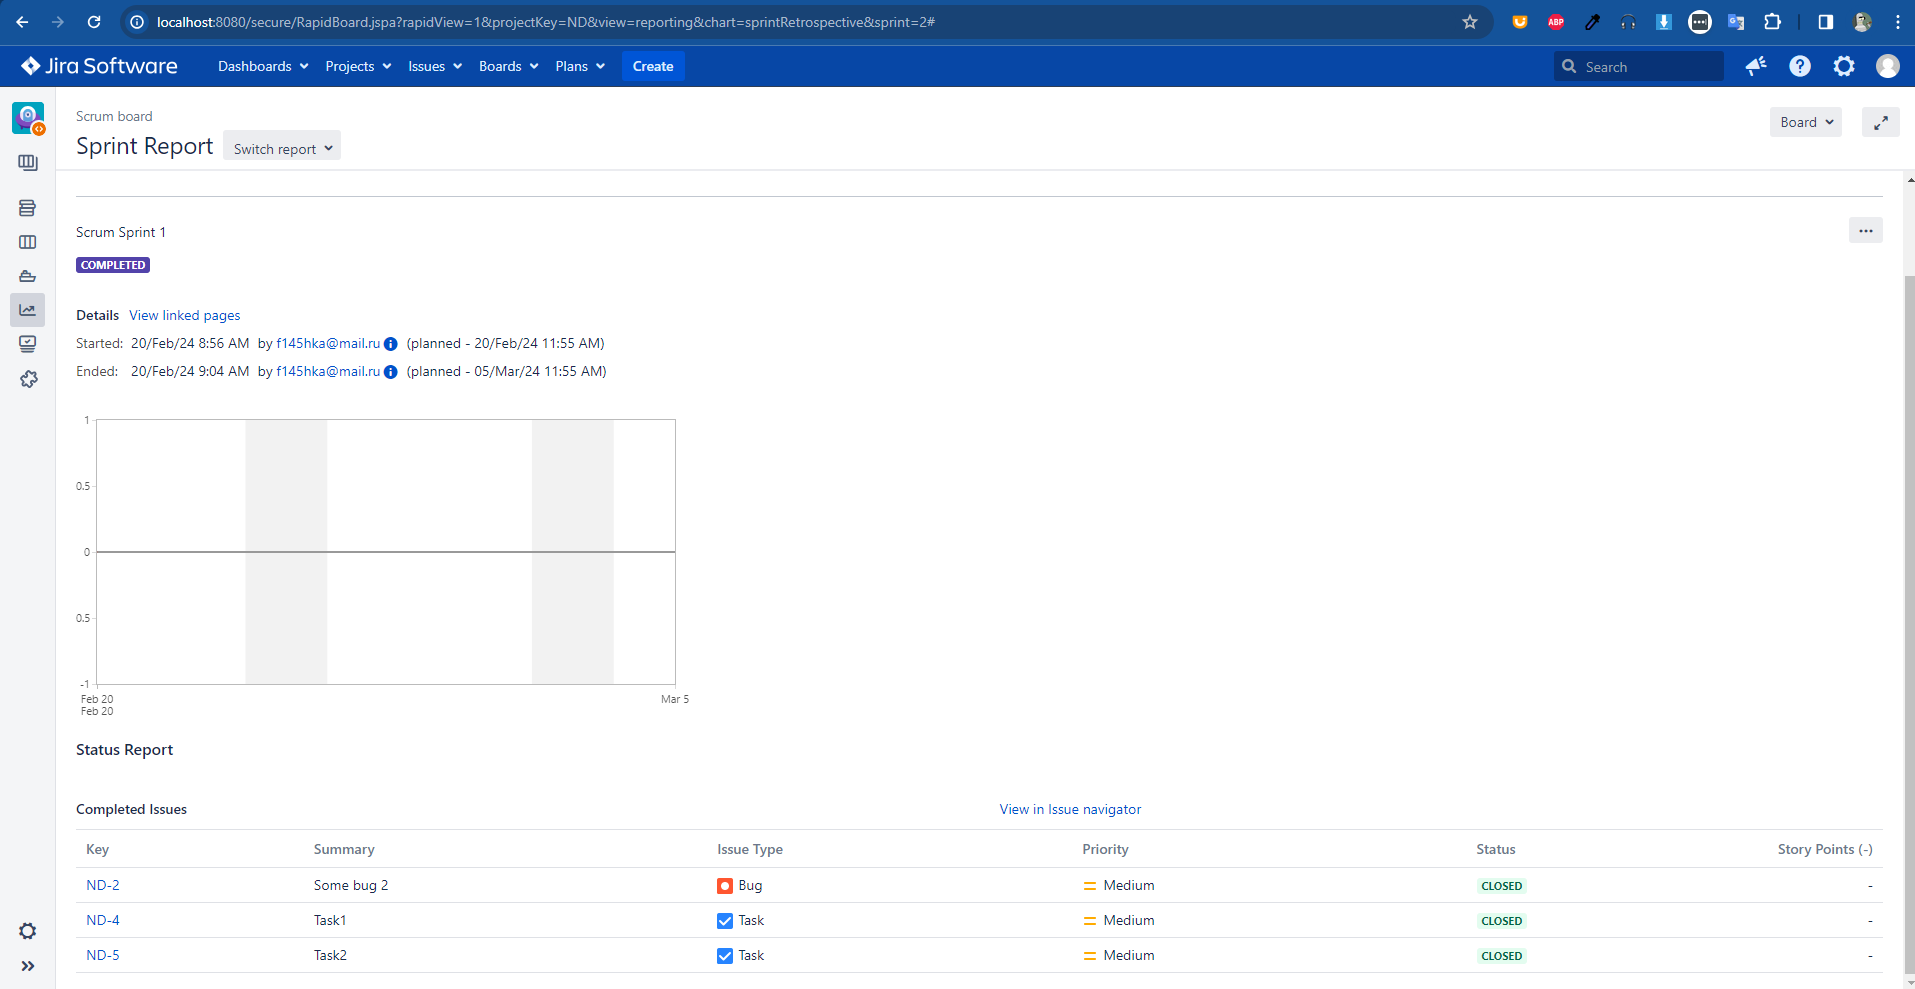 localhost:8080/secure/RapidBoard.jspa?rapidView=1&projectKey=ND&view=reporting&chart=sprintRetrospective&sprint=2#
ABP
Jira Software Dashboards Projects Issues Boards Plans Create Search
Scrum board
Sprint Report Switch report Board
Scrum Sprint 1
COMPLETED
Details View linked pages
Started: 20/Feb/24 8:56 AM by f145hka@mail.ru (planned - 20/Feb/24 11:55 AM)
Ended: 20/Feb/24 9:04 AM by f145hka@mail.ru (planned - 05/Mar/24 11:55 AM)
1
0.5
0
0.5
-1
Feb 20 Mar 5
Feb 20
Status Report
Completed Issues View in Issue navigator
Key Summary Issue Type Priority Status Story Points (-)
ND-2 Some bug 2 Bug Medium CLOSED -
ND-4 Task1 Task Medium CLOSED -
ND-5 Task2 Task Medium CLOSED -